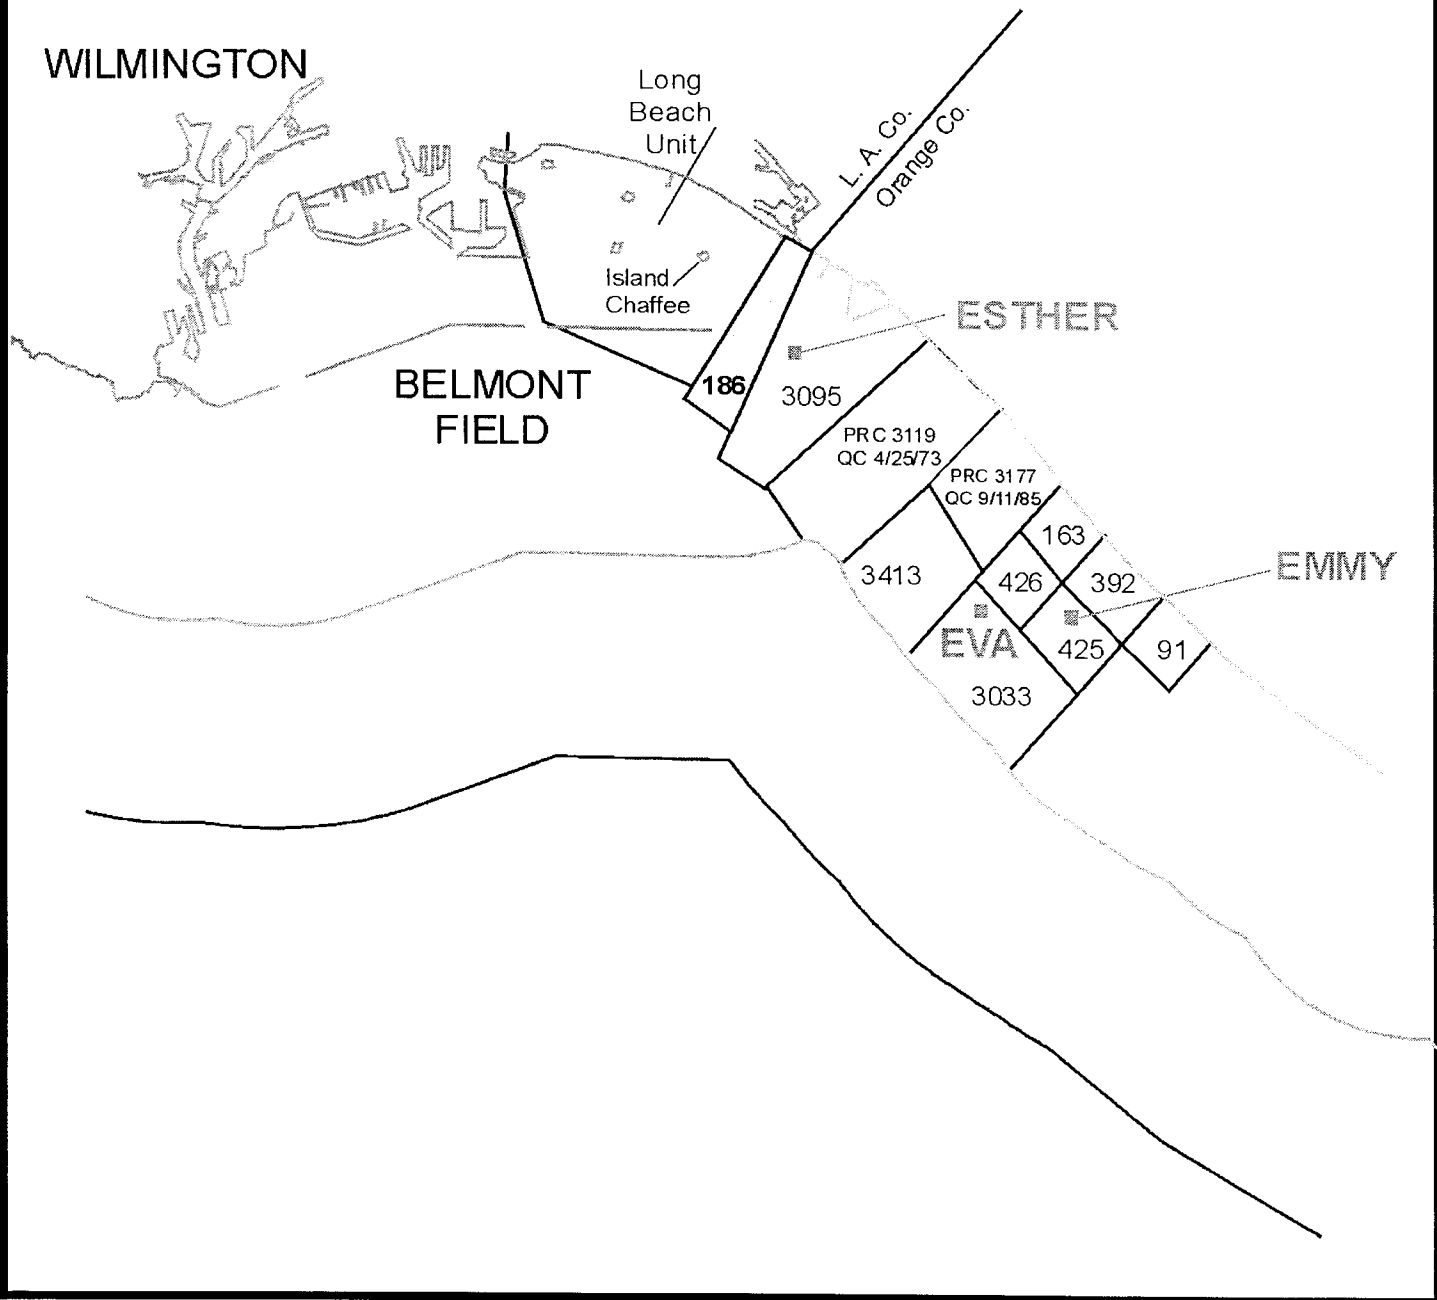 WILMINGTON
Long
Beach
Unit
L. A. Co.
Orange Co.
Island
Chaffee
ESTHER
BELMONT
FIELD
186
3095
PRC 3119
QC 4/25/73
PRC 3177
QC 9/11/85
163
EMMY
3413
426
392
EVA
425
91
3033